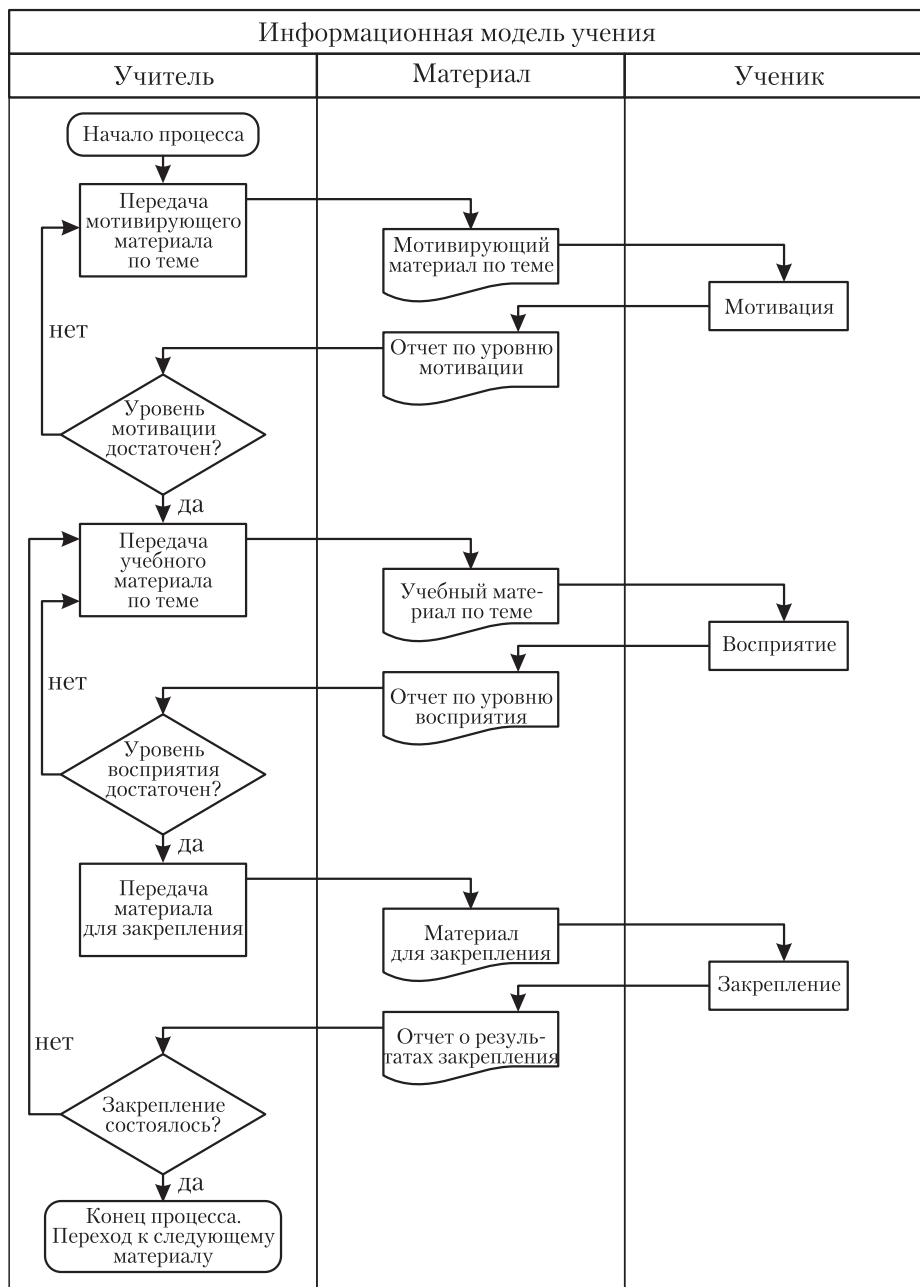 Информационная модель учения
Учитель
Материал
Ученик
Начало процесса
Передача
мотивирующего
материала
по теме
Мотивирующий
материал по теме
Мотивация
нет
Отчет по уровню
мотивации
Уровень
мотивации
достаточен?
да
Передача
учебного
материала
по теме
Учебный мате-
риал по теме
Восприятие
нет
Отчет по уровню
восприятия
Уровень
восприятия
достаточен?
да
Передача
материала
для закрепления
Материал
для закрепления
Закрепление
нет
Отчет о резуль-
татах закрепления
Закрепление
состоялось?
да
Конец процесса.
Переход к следующему
материалу